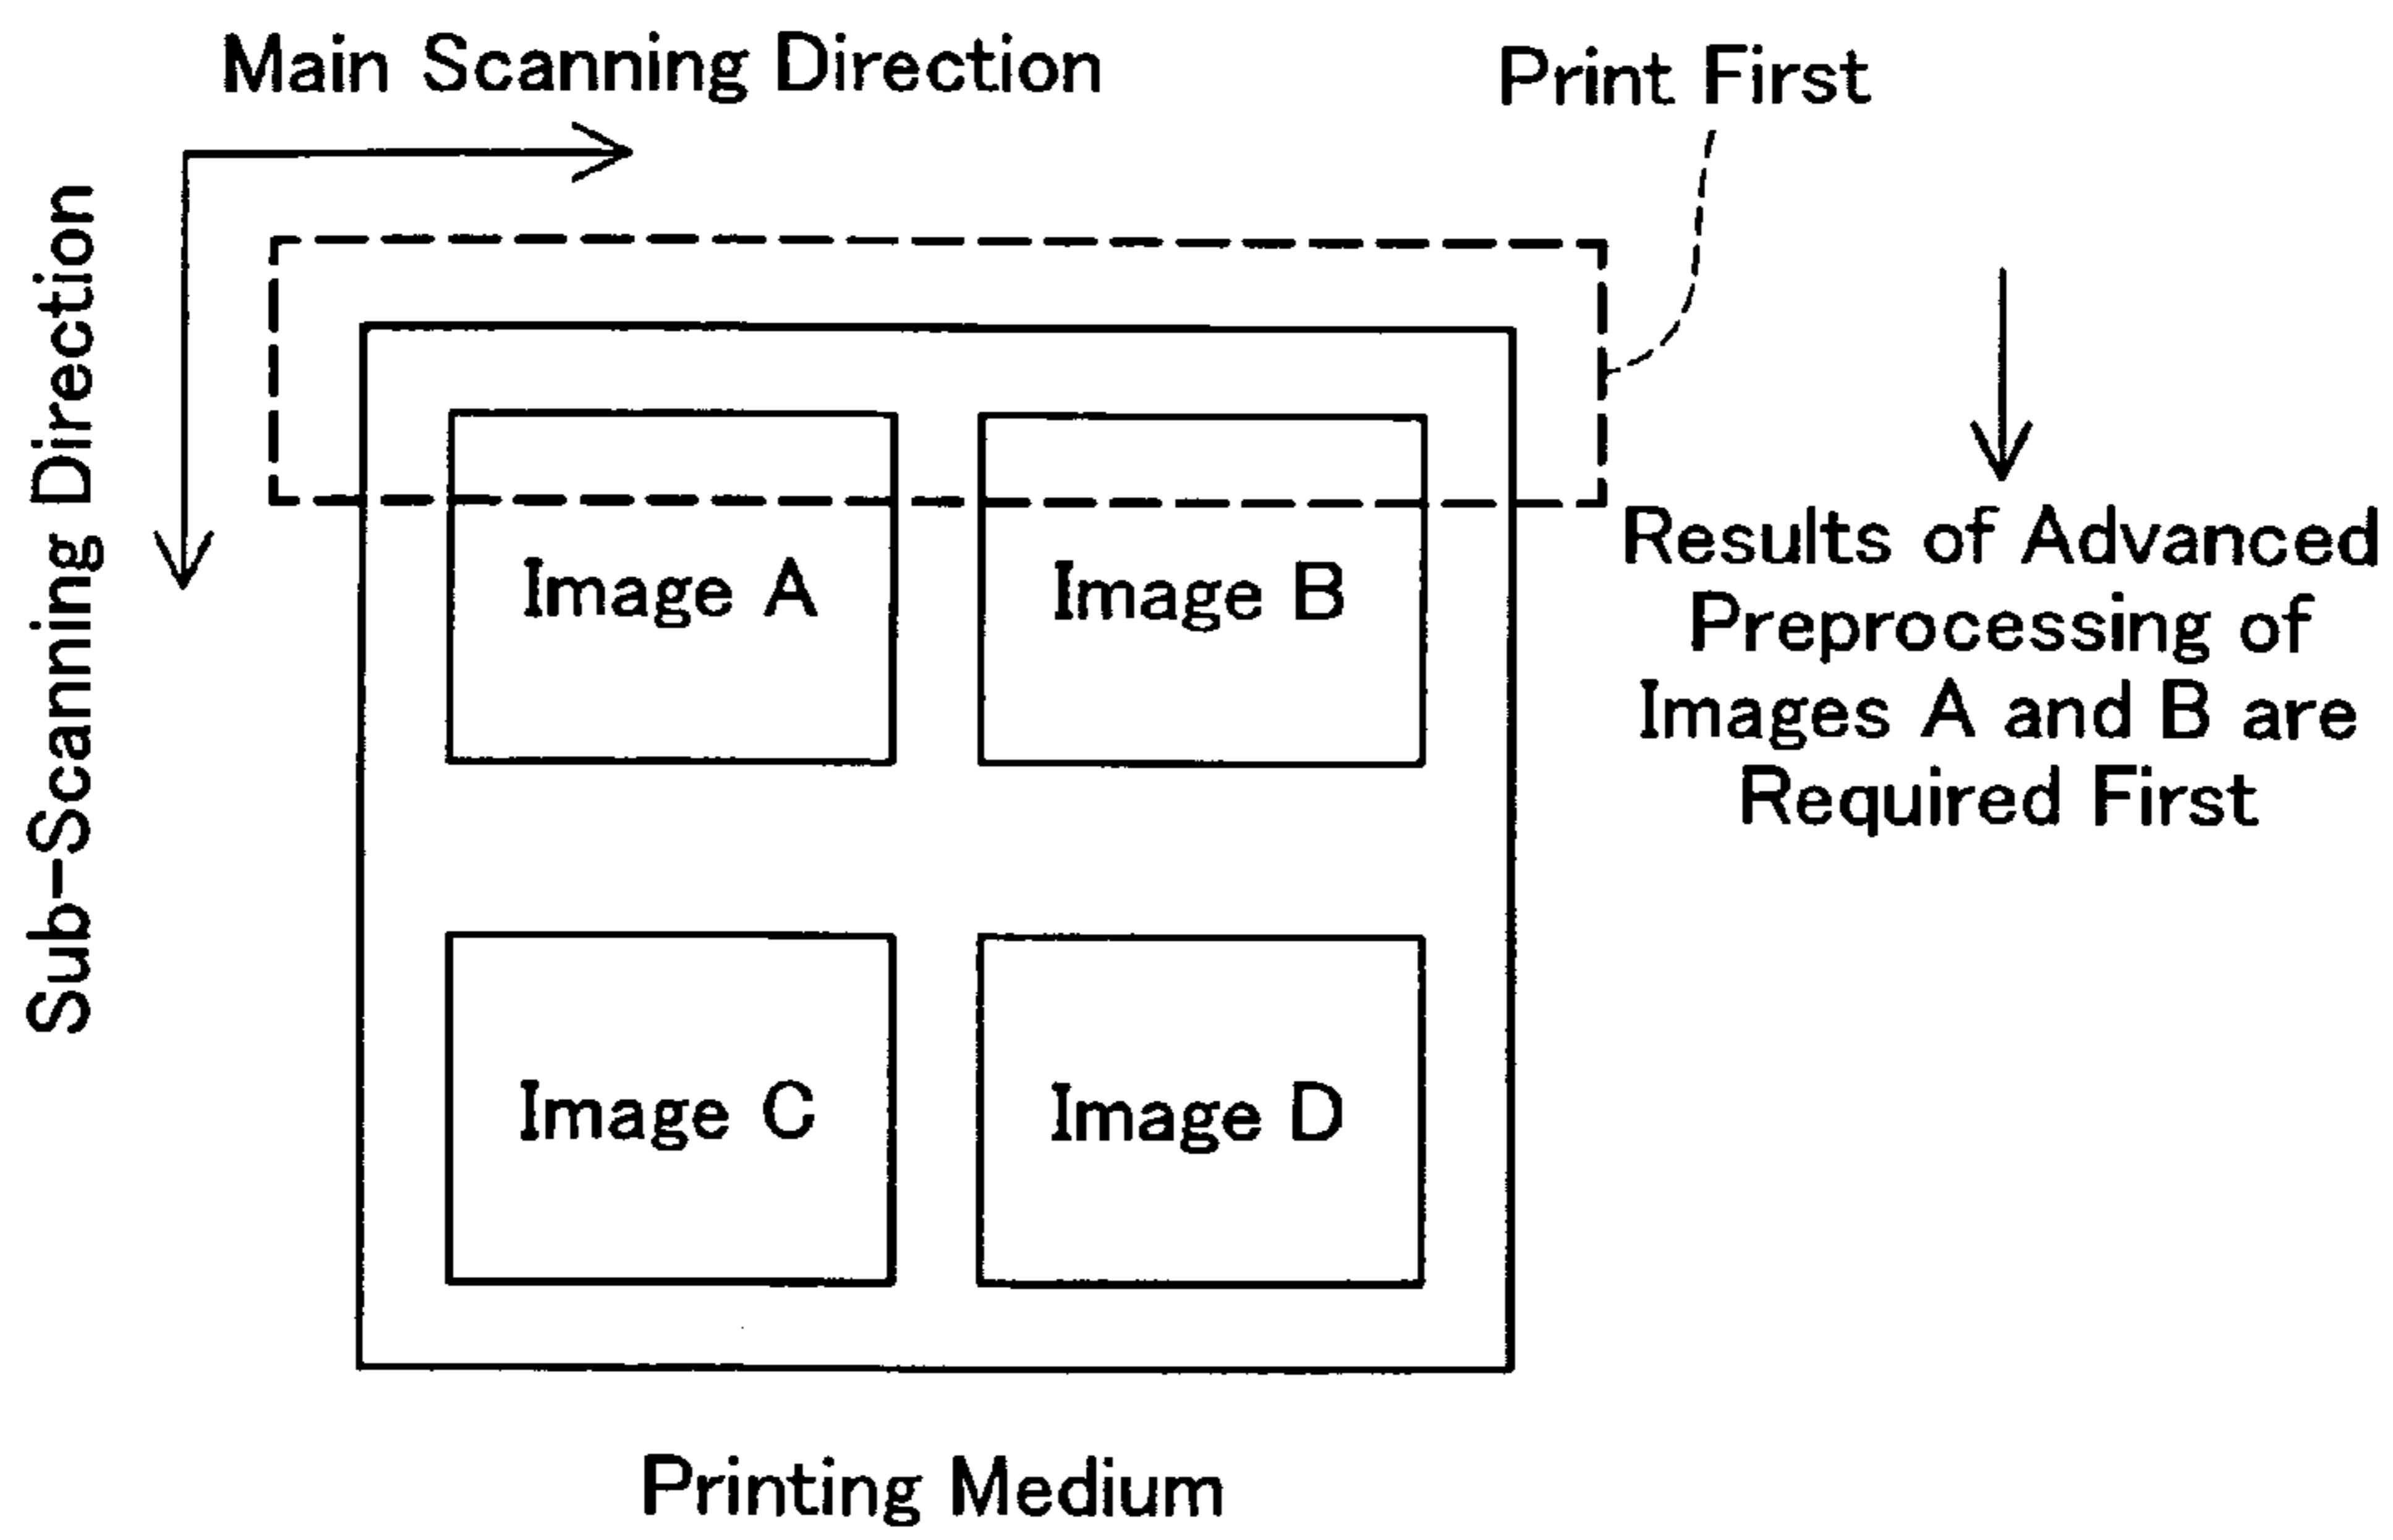 Main Scanning Direction
Print First
Sub-Scanning Direction
Results of Advanced
Preprocessing of
Images A and B are
Required First
Image A
Image B
Image C
Image D
Printing Medium